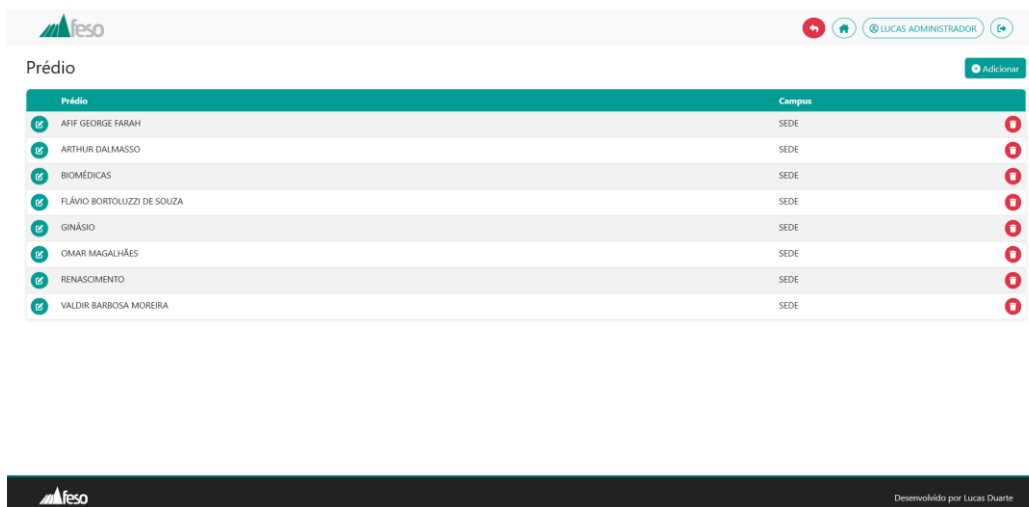 feso
LUCAS ADMINISTRADOR
Prédio
Adicionar
Prédio Campus
AFIF GEORGE FARAH SEDE
ARTHUR DALMASSO SEDE
BIOMÉDICAS SEDE
FLÁVIO BORTOLUZZI DE SOUZA SEDE
GINÁSIO SEDE
OMAR MAGALHÃES SEDE
RENASCIMENTO SEDE
VALDIR BARBOSA MOREIRA SEDE
feso
Desenvolvido por Lucas Duarte